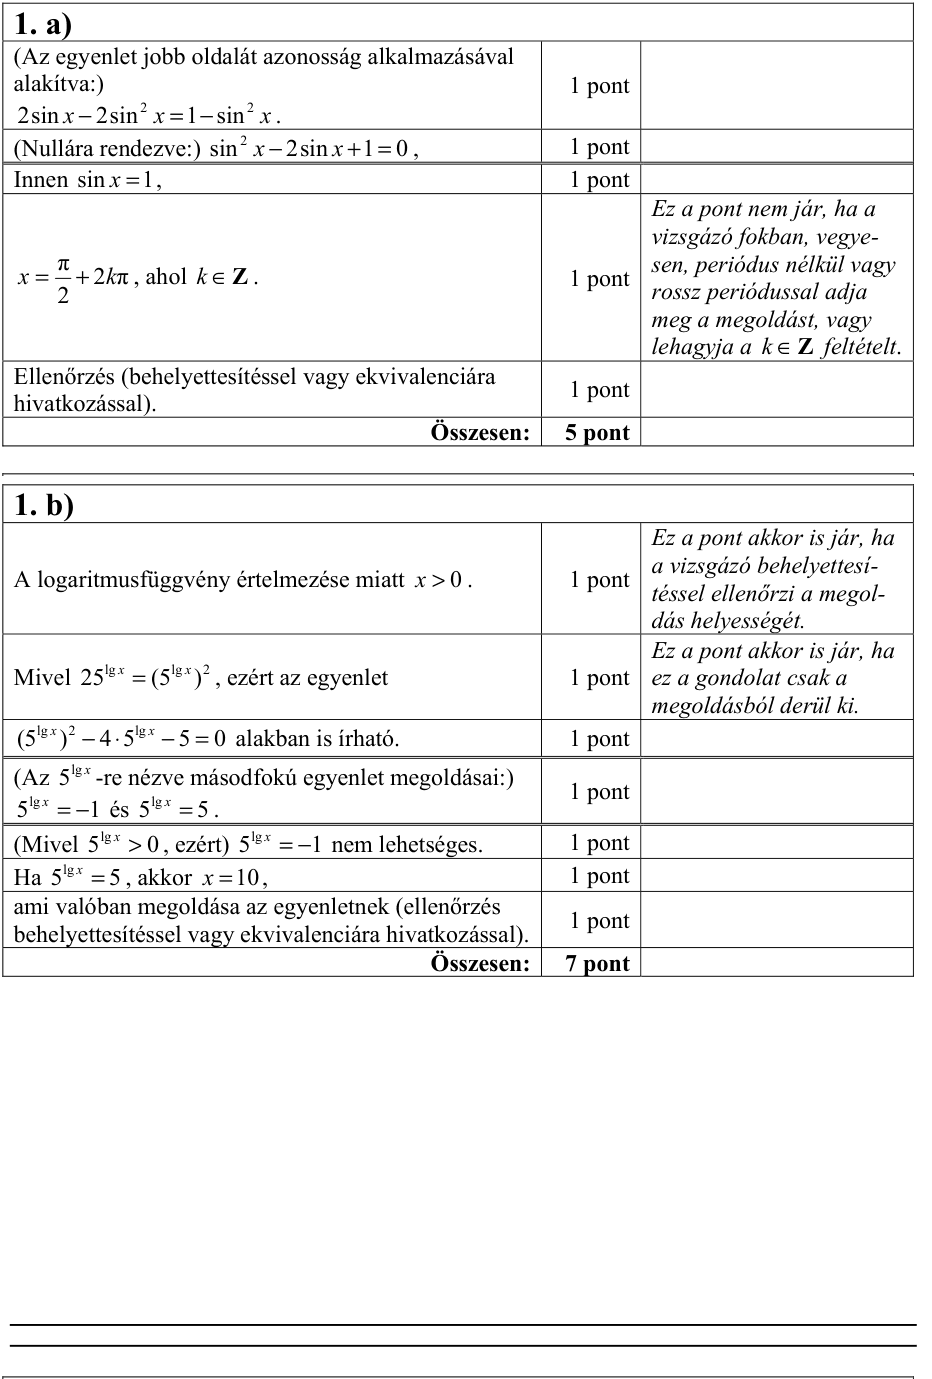 1. a)
(Az egyenlet jobb oldalát azonosság alkalmazásával
alakítva:)
2sin x − 2sin² x = 1 − sin² x .
1 pont
(Nullára rendezve:) sin² x − 2sin x + 1 = 0 ,
1 pont
Innen sin x = 1,
1 pont
x = π/2 + 2kπ , ahol k ∈ Z .
1 pont
Ez a pont nem jár, ha a
vizsgázó fokban, vegye-
sen, periódus nélkül vagy
rossz periódussal adja
meg a megoldást, vagy
lehagyja a k ∈ Z feltételt.
Ellenőrzés (behelyettesítéssel vagy ekvivalenciára
hivatkozással).
1 pont
Összesen: 5 pont
1. b)
A logaritmusfüggvény értelmezése miatt x > 0 .
1 pont
Ez a pont akkor is jár, ha
a vizsgázó behelyettesí-
téssel ellenőrzi a megol-
dás helyességét.
Mivel 25^(lg x) = (5^(lg x))² , ezért az egyenlet
1 pont
Ez a pont akkor is jár, ha
ez a gondolat csak a
megoldásból derül ki.
(5^(lg x))² − 4 · 5^(lg x) − 5 = 0 alakban is írható.
1 pont
(Az 5^(lg x) -re nézve másodfokú egyenlet megoldásai:)
5^(lg x) = −1 és 5^(lg x) = 5 .
1 pont
(Mivel 5^(lg x) > 0 , ezért) 5^(lg x) = −1 nem lehetséges.
1 pont
Ha 5^(lg x) = 5 , akkor x = 10 ,
1 pont
ami valóban megoldása az egyenletnek (ellenőrzés
behelyettesítéssel vagy ekvivalenciára hivatkozással).
1 pont
Összesen: 7 pont